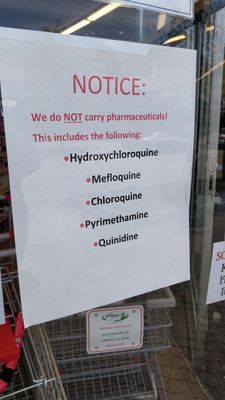 NOTICE:
We do NOT carry pharmaceuticals!
This includes the following:
•Hydroxychloroquine
•Mefloquine
•Chloroquine
•Pyrimethamine
•Quinidine